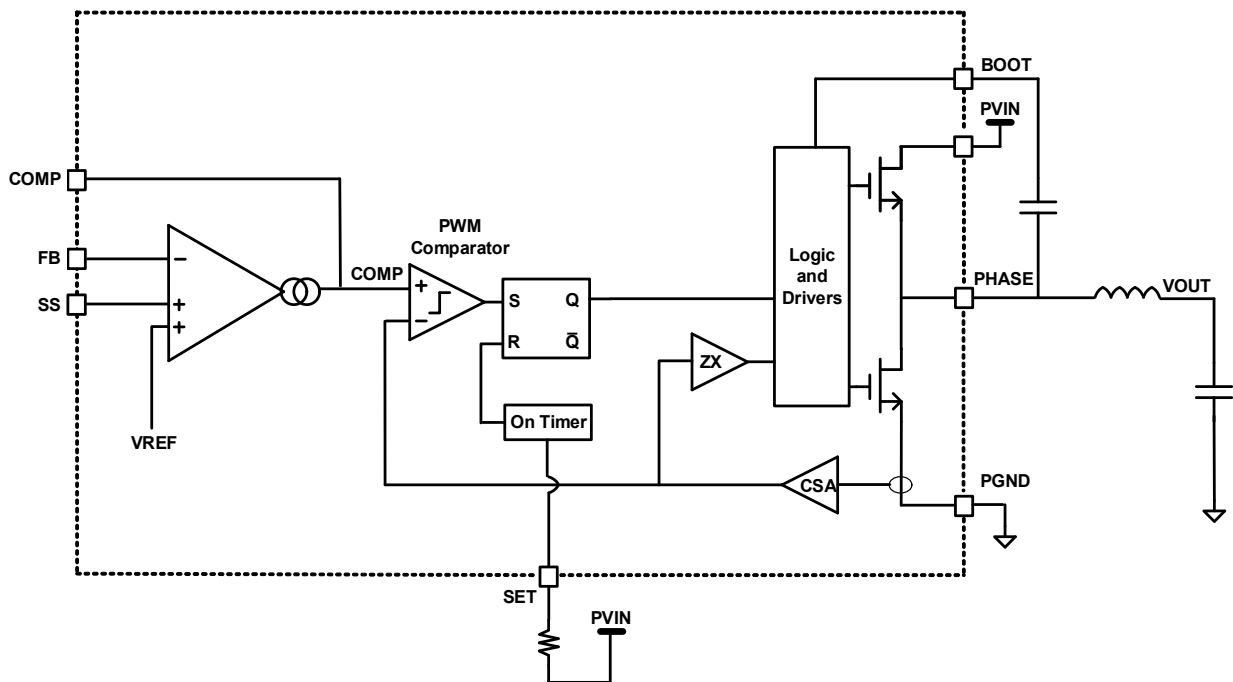 BOOT
PVIN
COMP
PWM
Comparator
FB
SS
COMP
+
−
−
+
+
S
Q
R
Q̅
Logic
and
Drivers
PHASE
VOUT
ZX
VREF
On Timer
CSA
PGND
SET
PVIN